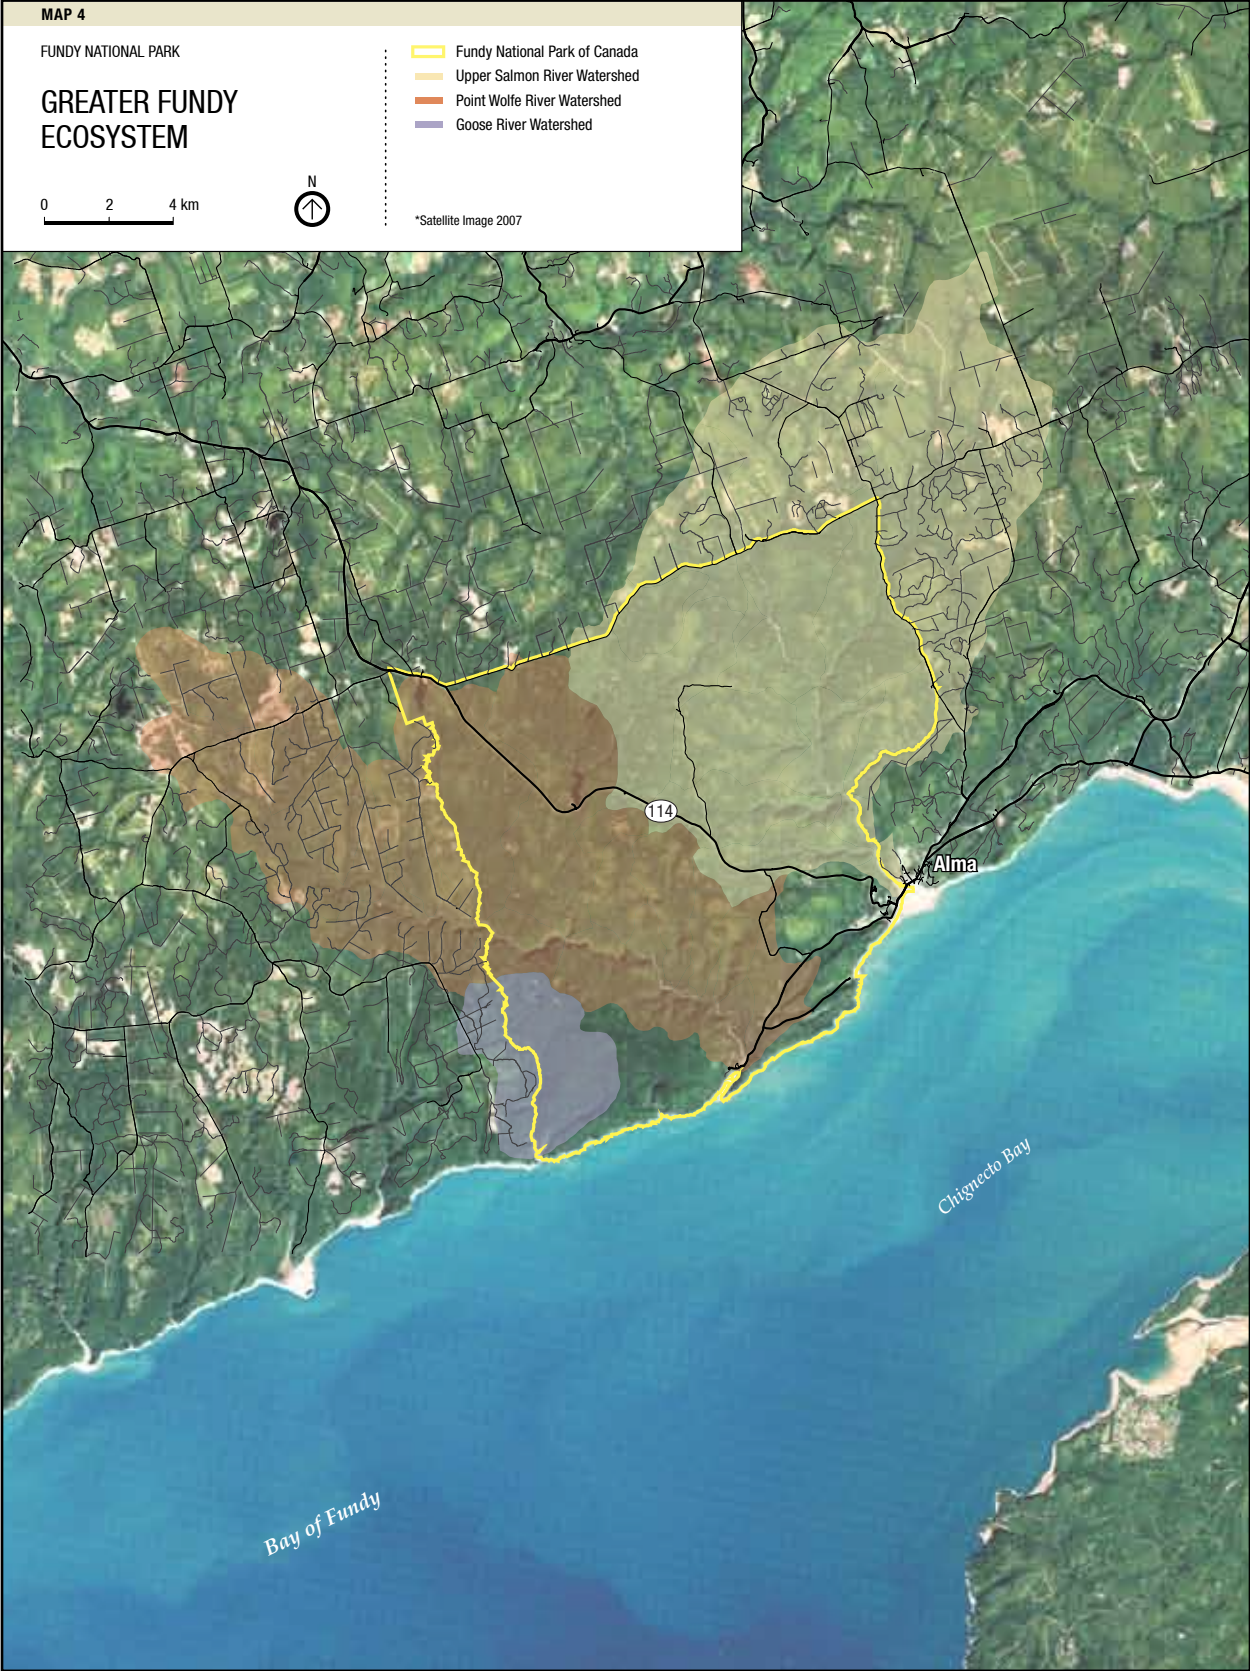 MAP 4
FUNDY NATIONAL PARK
GREATER FUNDY
ECOSYSTEM
0 2 4 km
N
Fundy National Park of Canada
Upper Salmon River Watershed
Point Wolfe River Watershed
Goose River Watershed
*Satellite Image 2007
114
Alma
Chignecto Bay
Bay of Fundy